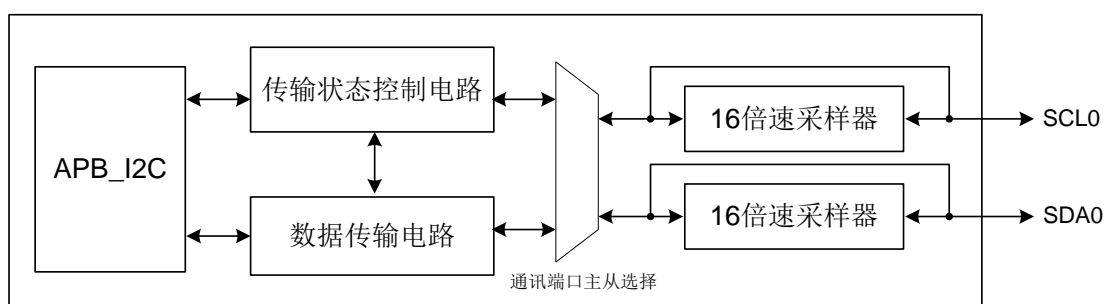 传输状态控制电路
APB_I2C
数据传输电路
16倍速采样器
SCL0
16倍速采样器
SDA0
通讯端口主从选择